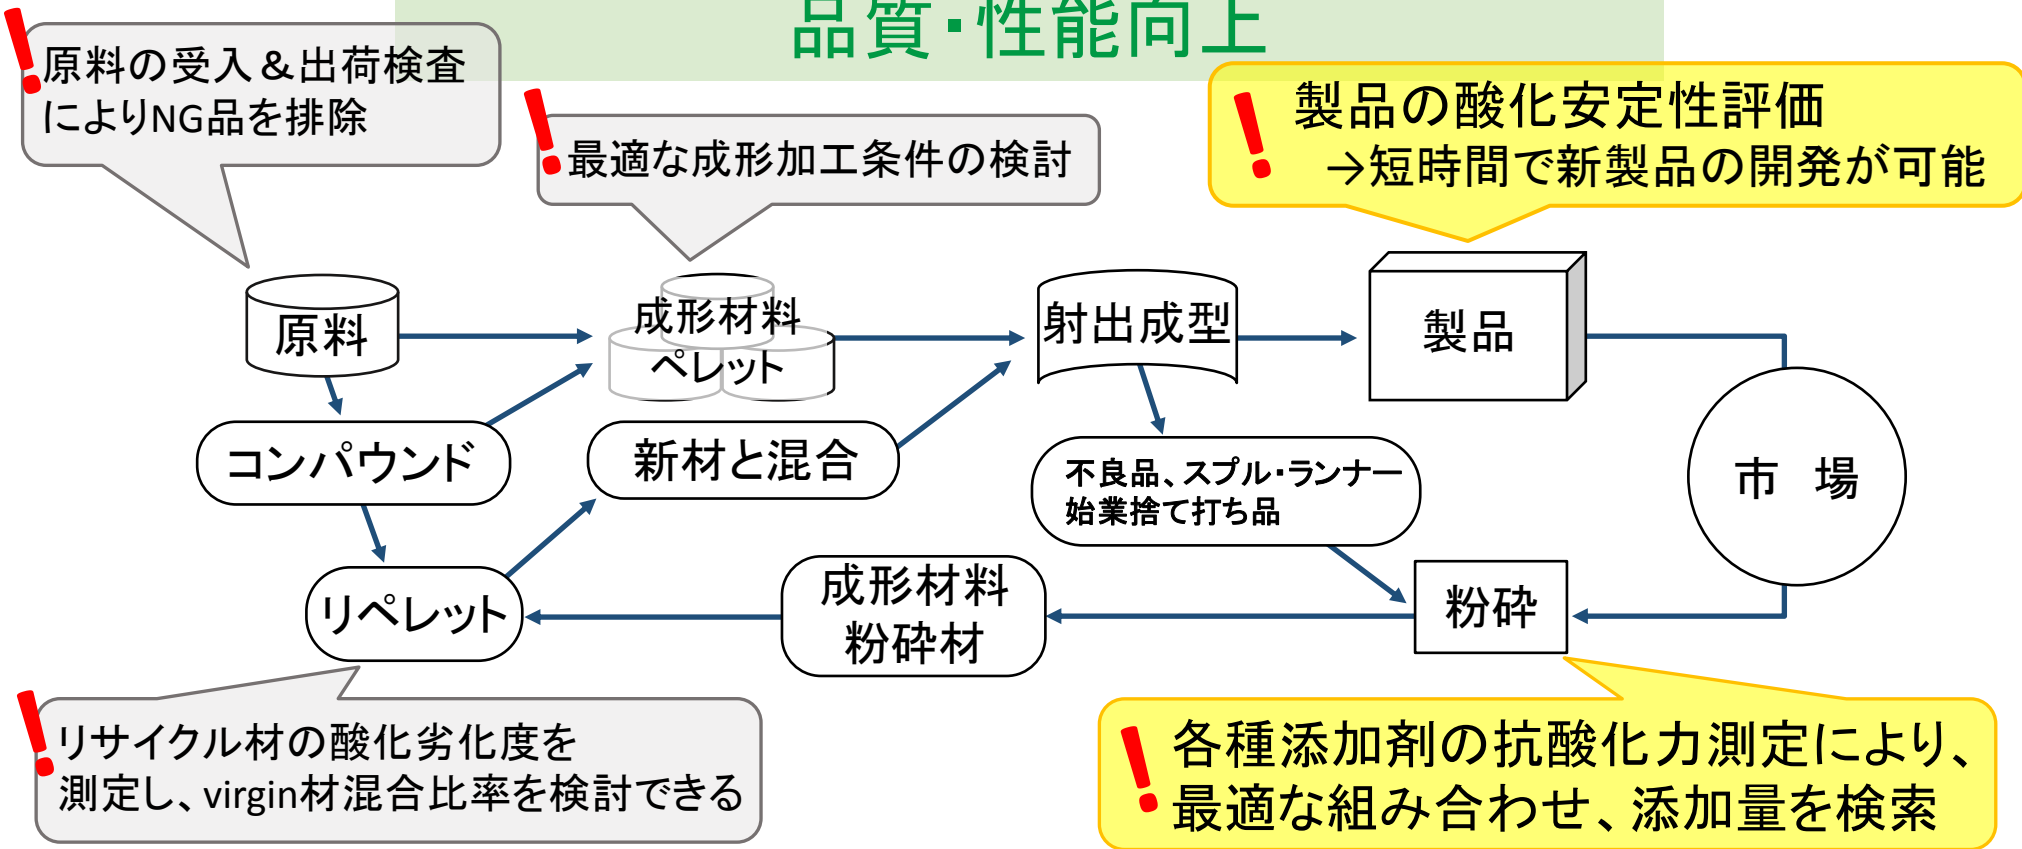 品質・性能向上
原料の受入＆出荷検査
によりNG品を排除
最適な成形加工条件の検討
製品の酸化安定性評価
→短時間で新製品の開発が可能
原料
成形材料
ペレット
射出成型
製品
コンパウンド
新材と混合
不良品、スプル・ランナー
始業捨て打ち品
市 場
リペレット
成形材料
粉砕材
粉砕
リサイクル材の酸化劣化度を
測定し、virgin材混合比率を検討できる
各種添加剤の抗酸化力測定により、
最適な組み合わせ、添加量を検索